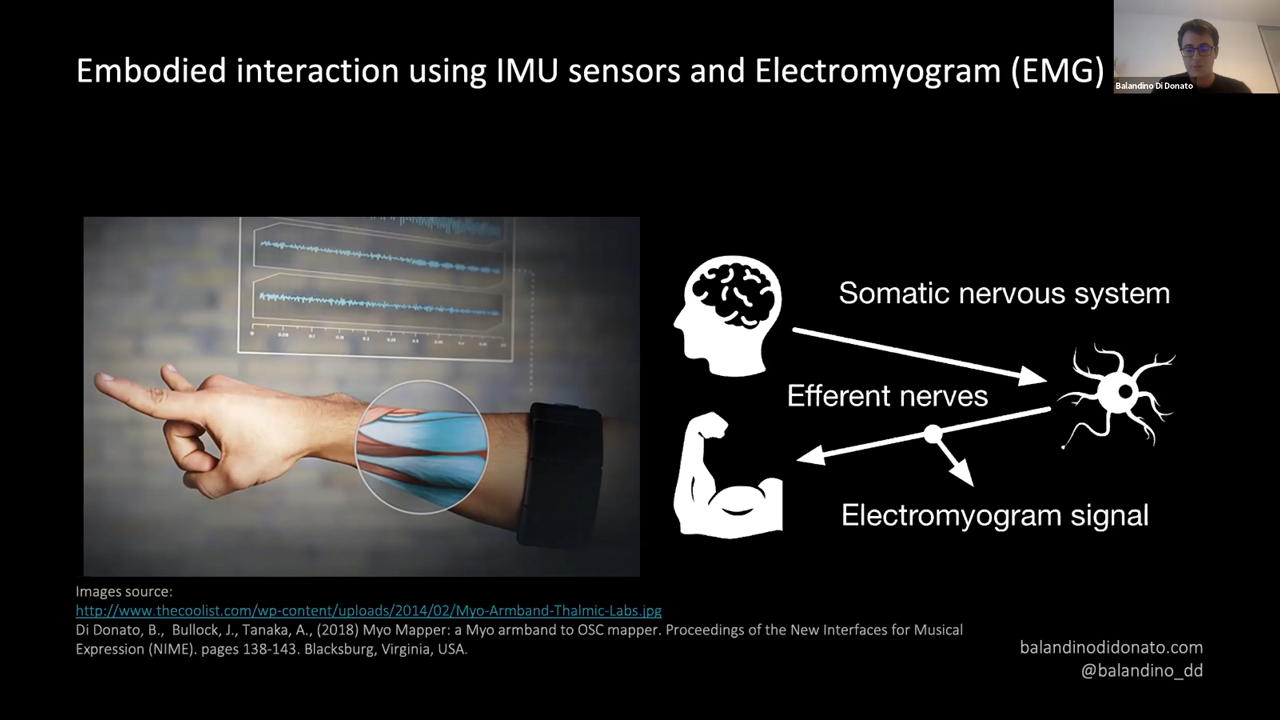 Embodied interaction using IMU sensors and Electromyogram (EMG)
Balandino Di Donato
Somatic nervous system
Efferent nerves
Electromyogram signal
Images source:
http://www.thecoolist.com/wp-content/uploads/2014/02/Myo-Armband-Thalmic-Labs.jpg
Di Donato, B., Bullock, J., Tanaka, A., (2018) Myo Mapper: a Myo armband to OSC mapper. Proceedings of the New Interfaces for Musical
Expression (NIME). pages 138-143. Blacksburg, Virginia, USA.
balandinodidonato.com
@balandino_dd